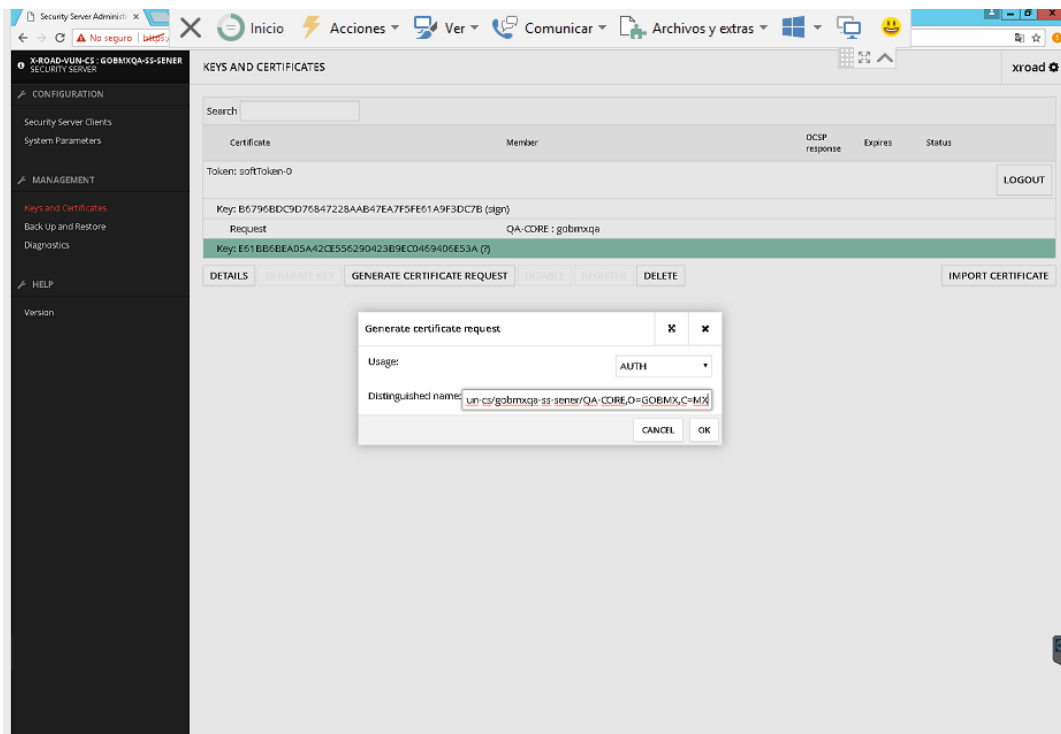 Security Server Administ
Inicio Acciones Ver Comunicar Archivos y extras
No seguro | https:
X-ROAD-VUN-CS : GOBMXQA-SS-SENER
SECURITY SERVER
KEYS AND CERTIFICATES
xroad
CONFIGURATION
Security Server Clients
System Parameters
MANAGEMENT
Keys and Certificates
Back Up and Restore
Diagnostics
HELP
Version
Search
Certificate Member OCSP response Expires Status
Token: softToken-0
LOGOUT
Key: B6796BDC9D76847228AAB47EA7F5FE61A9F3DC7B (sign)
Request QA-CORE : gobmxqa
Key: E61BB6BEA05A42CE556290423B9EC0469406E53A (?)
DETAILS GENERATE KEY GENERATE CERTIFICATE REQUEST DISABLE REGISTER DELETE IMPORT CERTIFICATE
Generate certificate request
Usage: AUTH
Distinguished name: un-cs/gobmxqa-ss-sener/QA-CORE,O=GOBMX,C=MX
CANCEL OK